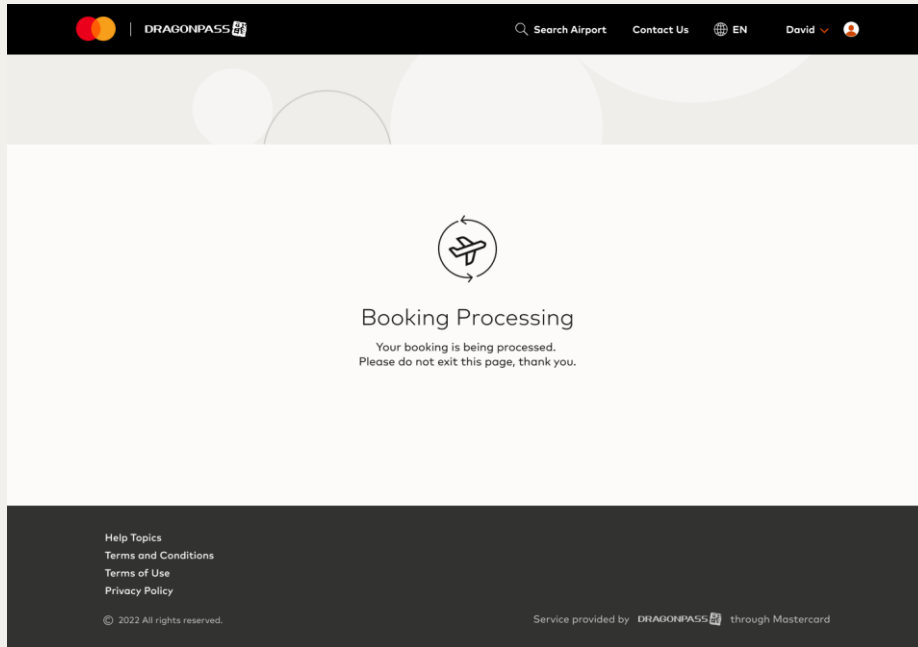 DRAGONPASS
Search Airport
Contact Us
EN
David
Booking Processing
Your booking is being processed.
Please do not exit this page, thank you.
Help Topics
Terms and Conditions
Terms of Use
Privacy Policy
© 2022 All rights reserved.
Service provided by DRAGONPASS through Mastercard